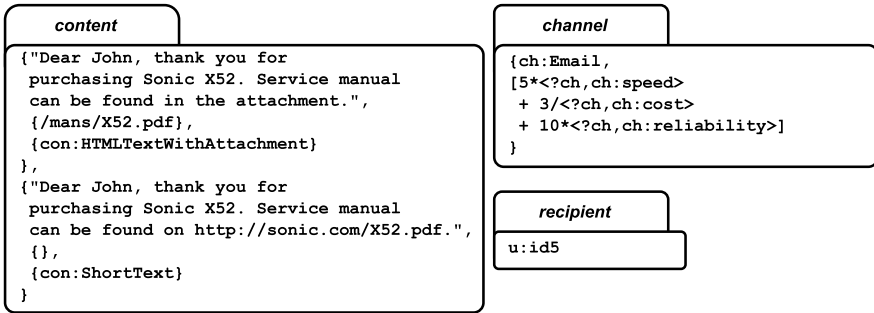 content
{"Dear John, thank you for
purchasing Sonic X52. Service manual
can be found in the attachment.",
{/mans/X52.pdf},
{con:HTMLTextWithAttachment}
},
{"Dear John, thank you for
purchasing Sonic X52. Service manual
can be found on http://sonic.com/X52.pdf.",
{},
{con:ShortText}
}
channel
{ch:Email,
[5*<?ch,ch:speed>
+ 3/<?ch,ch:cost>
+ 10*<?ch,ch:reliability>]
}
recipient
u:id5